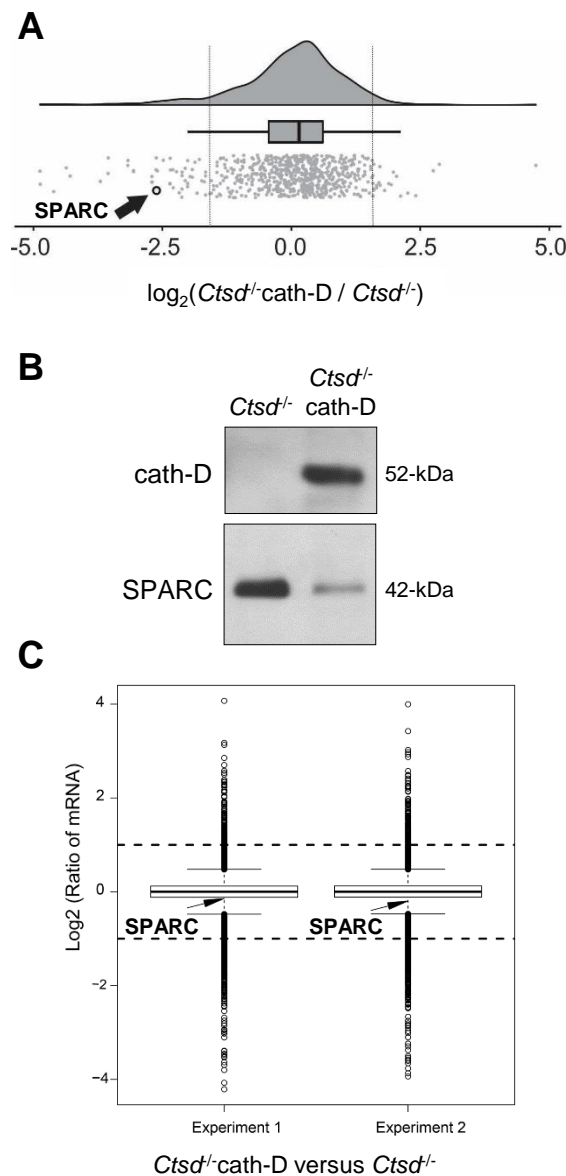 A
SPARC
-5.0 -2.5 0.0 2.5 5.0
log₂(Ctsd⁻/⁻cath-D / Ctsd⁻/⁻)
B
Ctsd⁻/⁻ Ctsd⁻/⁻
cath-D
cath-D 52-kDa
SPARC 42-kDa
C
4
2
0
−2
−4
Log2 (Ratio of mRNA)
SPARC SPARC
Experiment 1 Experiment 2
Ctsd⁻/⁻cath-D versus Ctsd⁻/⁻